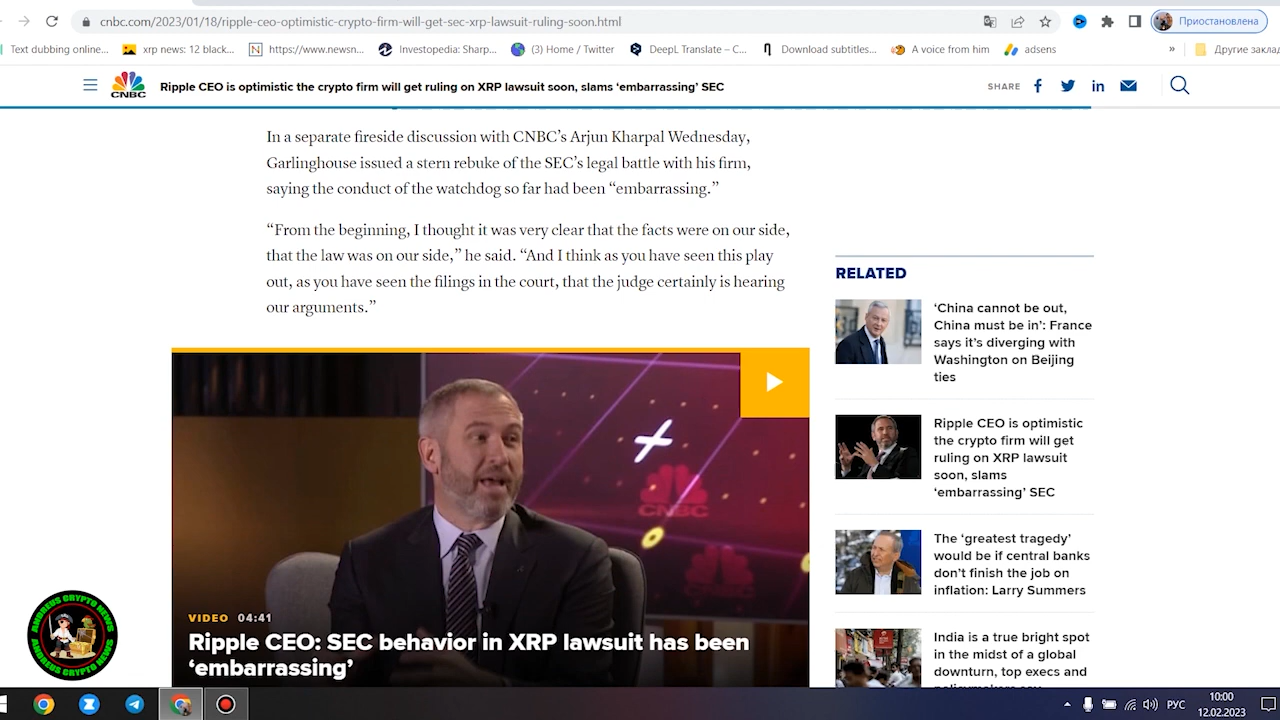 cnbc.com/2023/01/18/ripple-ceo-optimistic-crypto-firm-will-get-sec-xrp-lawsuit-ruling-soon.html
Приостановлена
Text dubbing online...
xrp news: 12 black...
https://www.newsn...
Investopedia: Sharp...
(3) Home / Twitter
DeepL Translate – C...
Download subtitles...
A voice from him
adsens
»
Другие закла
CNBC
Ripple CEO is optimistic the crypto firm will get ruling on XRP lawsuit soon, slams ‘embarrassing’ SEC
SHARE
In a separate fireside discussion with CNBC’s Arjun Kharpal Wednesday,
Garlinghouse issued a stern rebuke of the SEC’s legal battle with his firm,
saying the conduct of the watchdog so far had been “embarrassing.”
“From the beginning, I thought it was very clear that the facts were on our side,
that the law was on our side,” he said. “And I think as you have seen this play
out, as you have seen the filings in the court, that the judge certainly is hearing
our arguments.”
CNBC
VIDEO 04:41
Ripple CEO: SEC behavior in XRP lawsuit has been
‘embarrassing’
RELATED
‘China cannot be out,
China must be in’: France
says it’s diverging with
Washington on Beijing
ties
Ripple CEO is optimistic
the crypto firm will get
ruling on XRP lawsuit
soon, slams
‘embarrassing’ SEC
The ‘greatest tragedy’
would be if central banks
don’t finish the job on
inflation: Larry Summers
India is a true bright spot
in the midst of a global
downturn, top execs and
ANDREUS CRYPTO NEWS
ANDREUS CRYPTO NEWS
РУС
10:00
12.02.2023